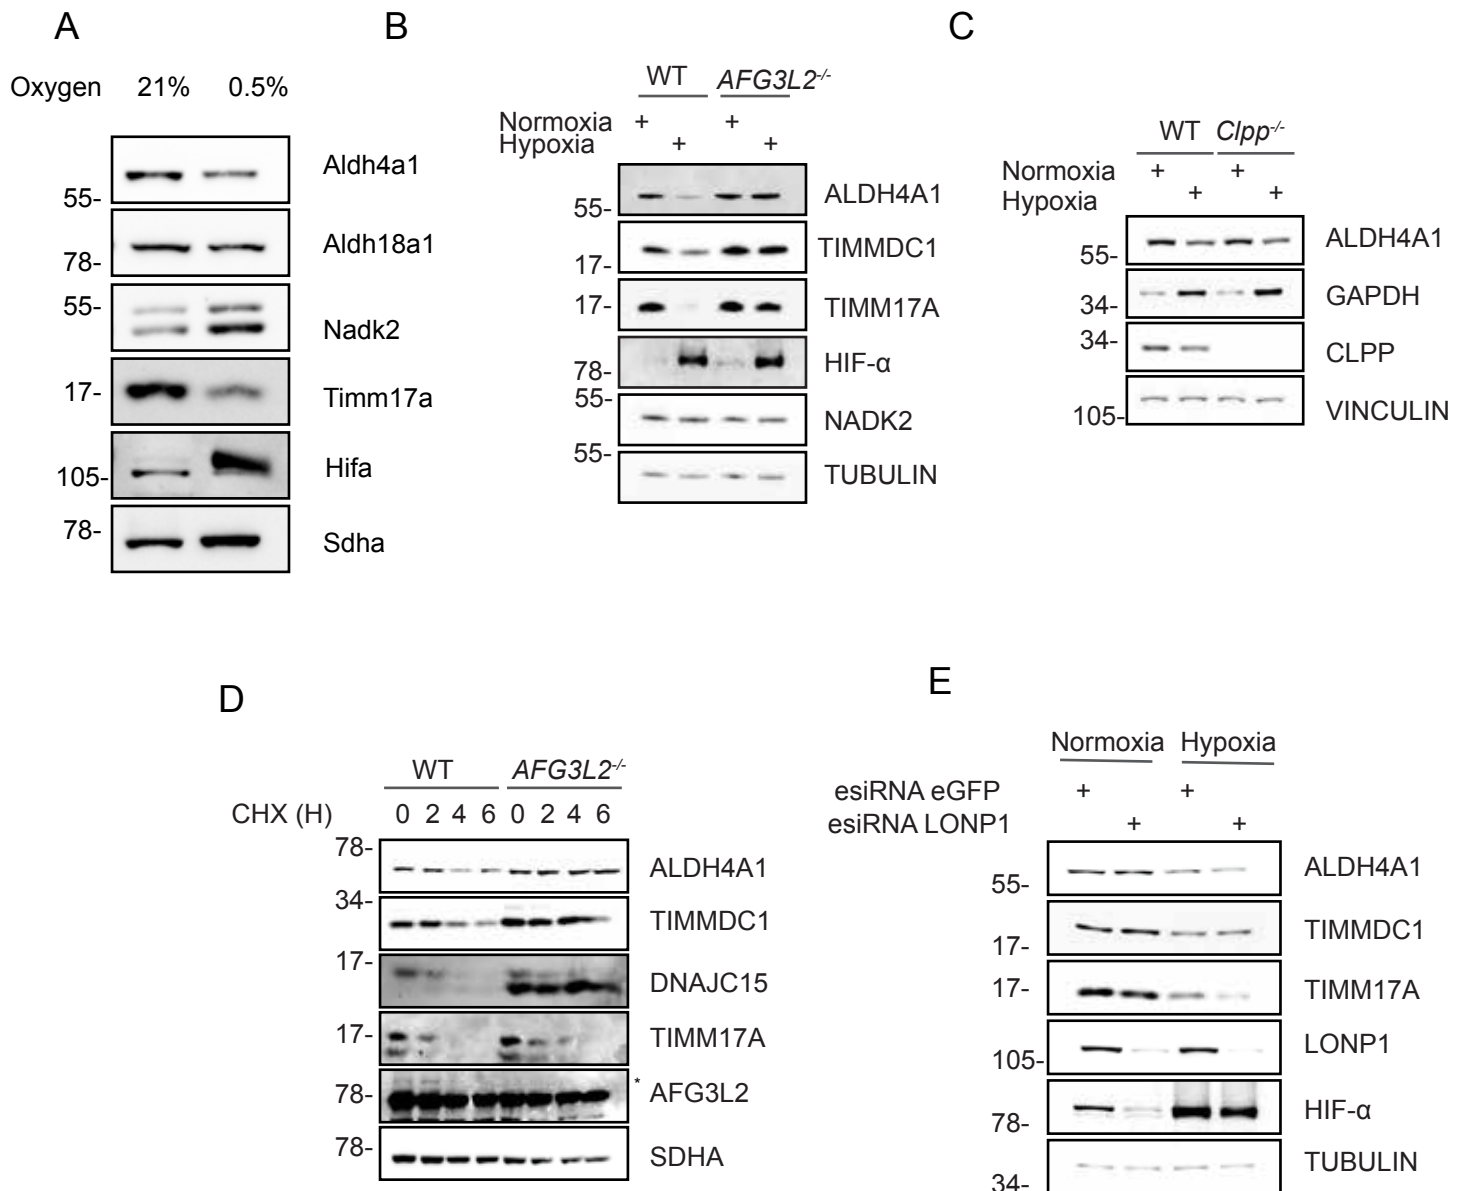 A
Oxygen 21% 0.5%
55- Aldh4a1
78- Aldh18a1
55- Nadk2
17- Timm17a
105- Hifa
78- Sdha
B
WT AFG3L2-/-
Normoxia + +
Hypoxia + +
55- ALDH4A1
17- TIMMDC1
17- TIMM17A
78- HIF-α
55- NADK2
55- TUBULIN
C
WT Clpp-/-
Normoxia + +
Hypoxia + +
55- ALDH4A1
34- GAPDH
34- CLPP
105- VINCULIN
D
WT AFG3L2-/-
CHX (H) 0 2 4 6 0 2 4 6
78- ALDH4A1
34- TIMMDC1
17- DNAJC15
17- TIMM17A
78- * AFG3L2
78- SDHA
E
Normoxia Hypoxia
esiRNA eGFP + +
esiRNA LONP1 + +
55- ALDH4A1
17- TIMMDC1
17- TIMM17A
105- LONP1
78- HIF-α
34- TUBULIN